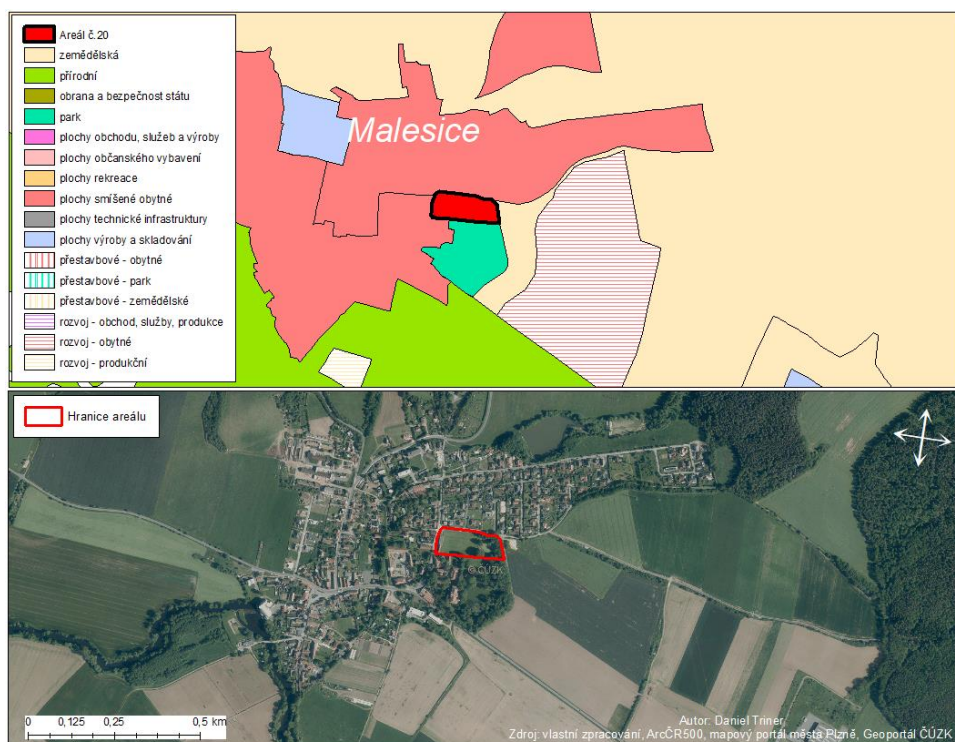 Areál č.20
zemědělská
přírodní
obrana a bezpečnost státu
park
plochy obchodu, služeb a výroby
plochy občanského vybavení
plochy rekreace
plochy smíšené obytné
plochy technické infrastruktury
plochy výroby a skladování
přestavbové - obytné
přestavbové - park
přestavbové - zemědělské
rozvoj - obchod, služby, produkce
rozvoj - obytné
rozvoj - produkční
Malesice
Hranice areálu
© ČÚZK
0 0,125 0,25 0,5 km
Autor: Daniel Triner
Zdroj: vlastní zpracování, ArcČR500, mapový portál města Plzně, Geoportál ČÚZK